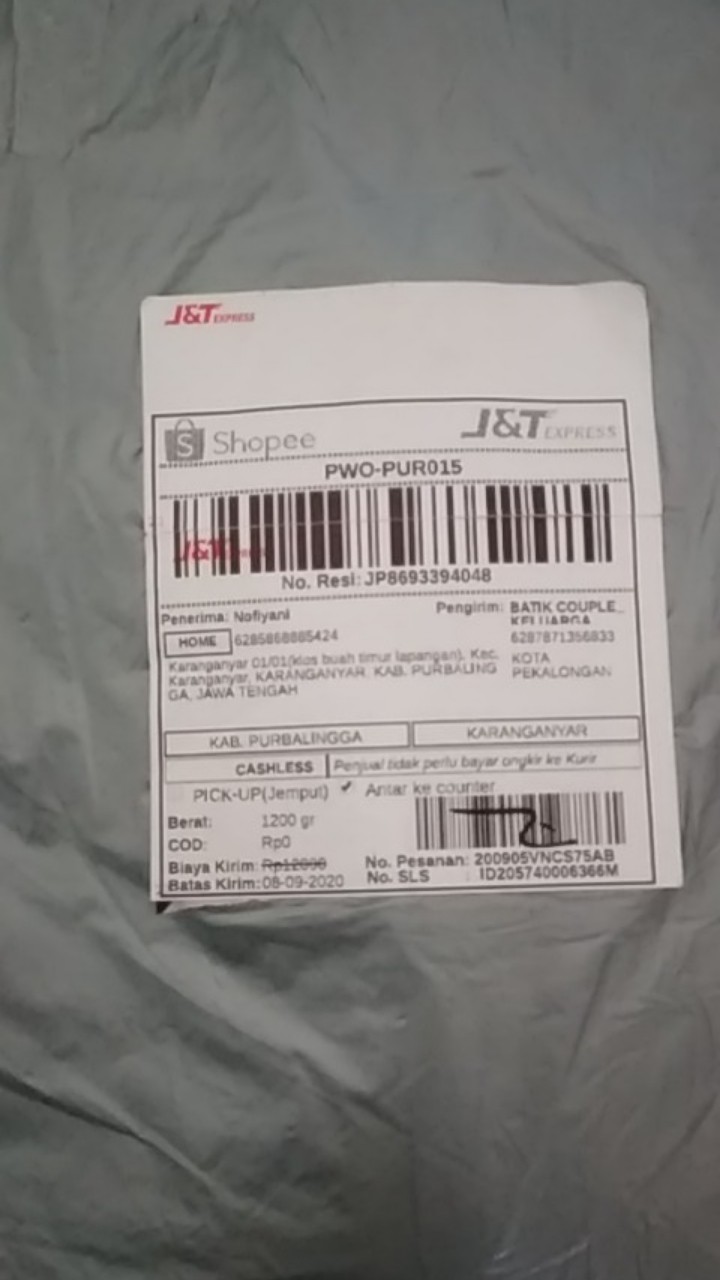 J&T EXPRESS
Shopee J&T EXPRESS
PWO-PUR015
J&T
No. Resi: JP8693394048
Penerima: Nofiyani
HOME 6285868885424
Karanganyar 01/01(kios buah timur lapangan), Kec.
Karanganyar, KARANGANYAR, KAB. PURBALING
GA, JAWA TENGAH
Pengirim: BATIK COUPLE_
KELUARGA
6287871356833
KOTA
PEKALONGAN
KAB. PURBALINGGA KARANGANYAR
CASHLESS Penjual tidak perlu bayar ongkir ke Kurir
PICK-UP(Jemput) ✔ Antar ke counter
Berat: 1200 gr
COD: Rp0
Biaya Kirim: Rp12000
Batas Kirim:08-09-2020
No. Pesanan: 200905VNCS75AB
No. SLS : ID205740006366M